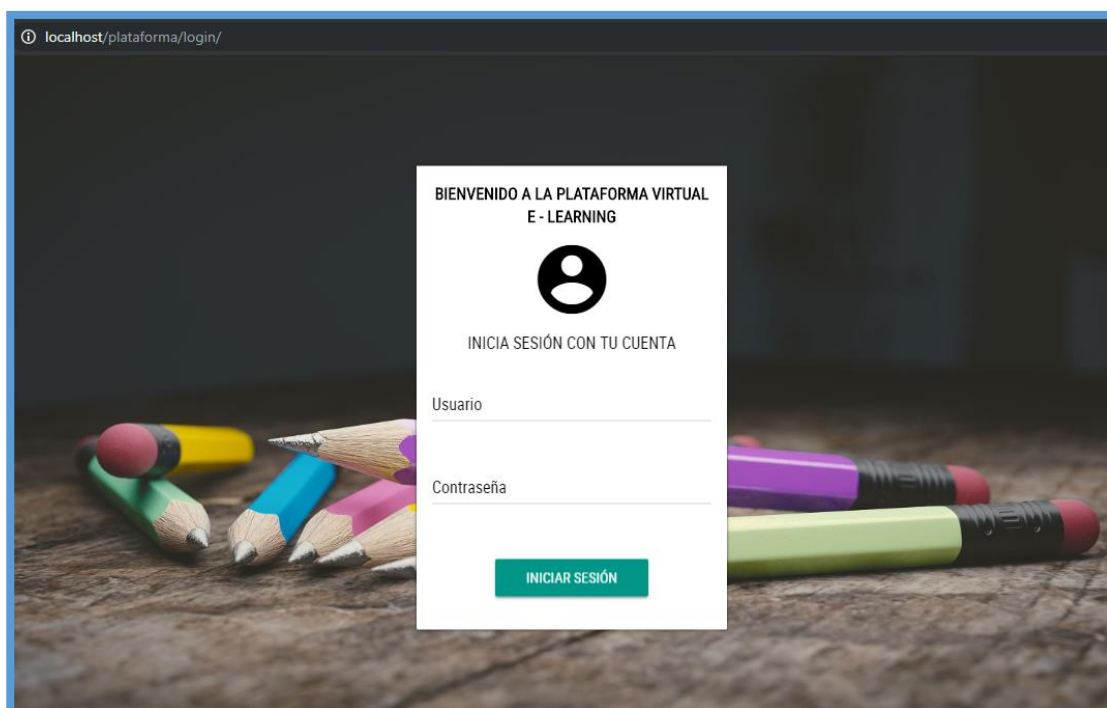 localhost/plataforma/login/
BIENVENIDO A LA PLATAFORMA VIRTUAL
E - LEARNING
INICIA SESIÓN CON TU CUENTA
Usuario
Contraseña
INICIAR SESIÓN